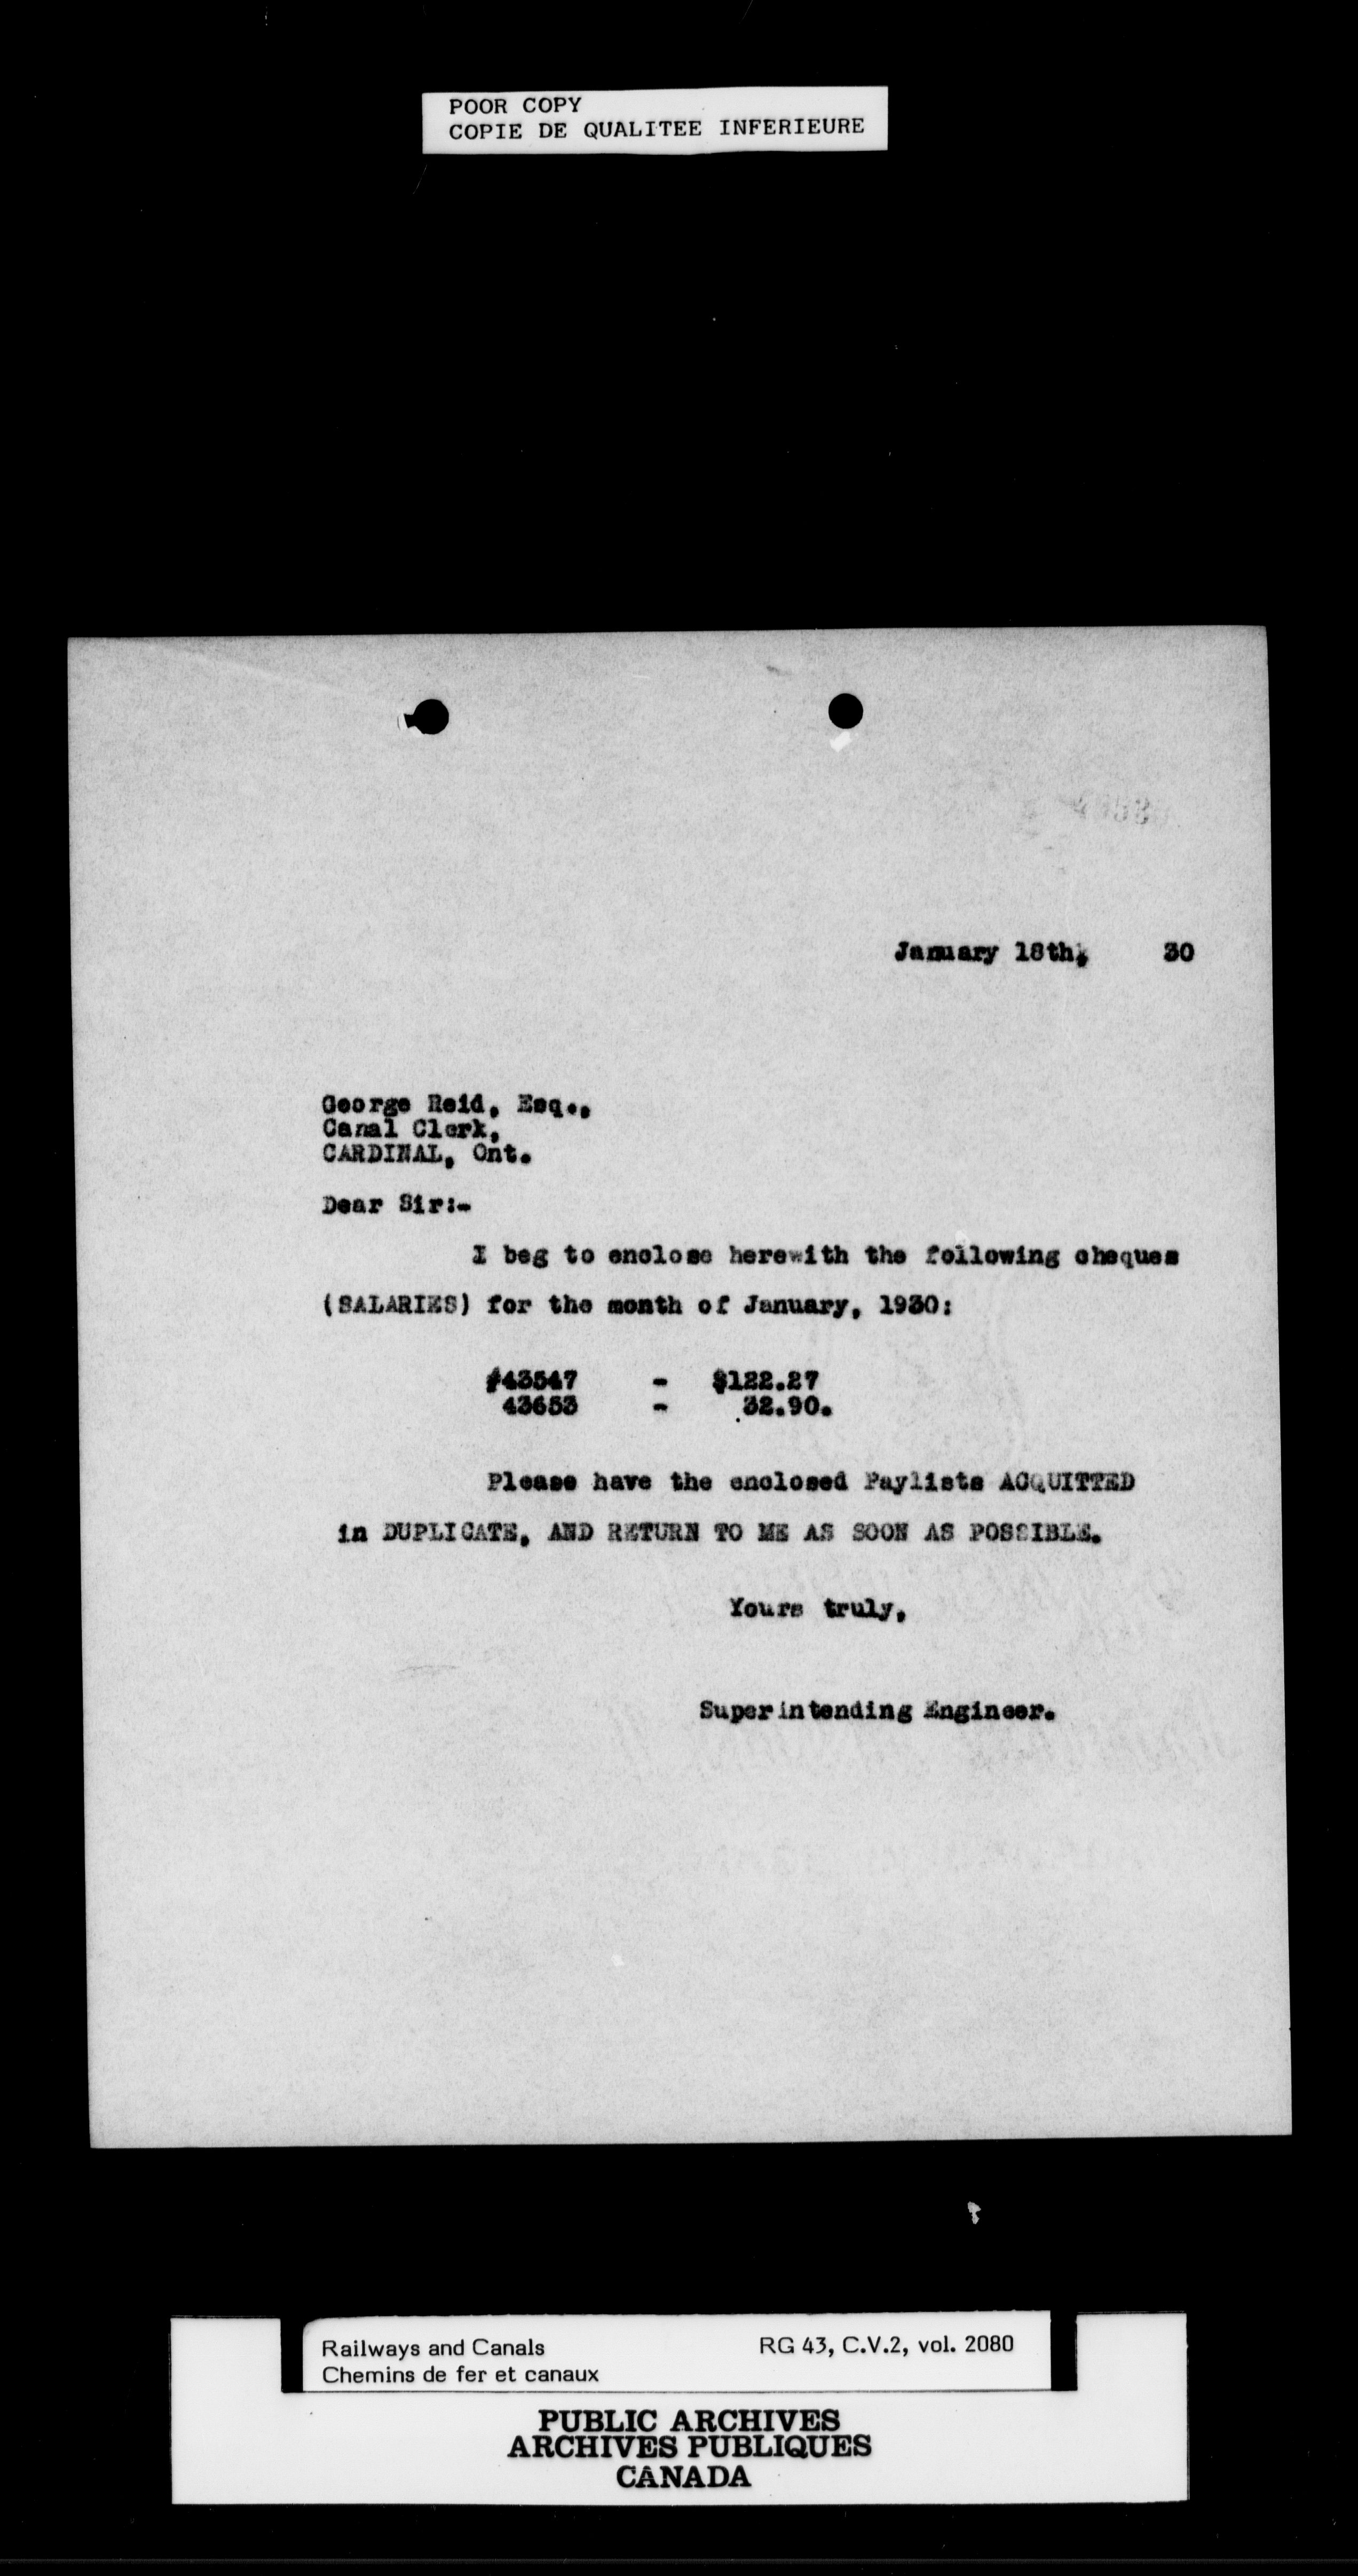 POOR COPY
COPIE DE QUALITEE INFERIEURE
January 18th, 30
George Reid, Esq.,
Canal Clerk,
CARDINAL, Ont.
Dear Sir:-
I beg to enclose herewith the following cheques
(SALARIES) for the month of January, 1930:
#43547 - $122.27
43653 - 32.90.
Please have the enclosed Paylists ACQUITTED
in DUPLICATE, AND RETURN TO ME AS SOON AS POSSIBLE.
Yours truly,
Superintending Engineer.
Railways and Canals RG 43, C.V.2, vol. 2080
Chemins de fer et canaux
PUBLIC ARCHIVES
ARCHIVES PUBLIQUES
CANADA